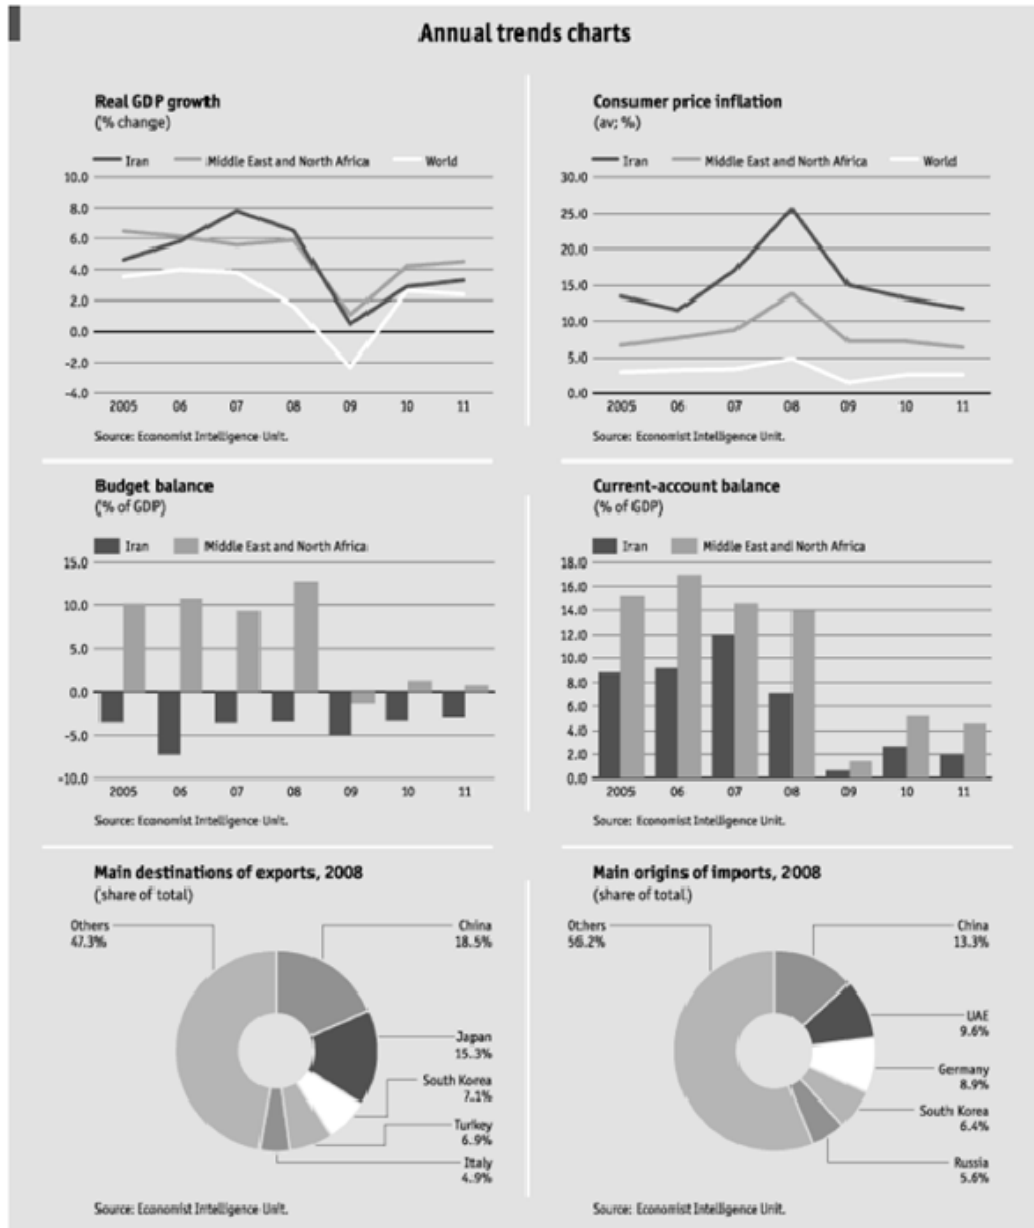 Annual trends charts
Real GDP growth
(% change)
Iran Middle East and North Africa World
10.0
8.0
6.0
4.0
2.0
0.0
-2.0
-4.0
2005 06 07 08 09 10 11
Source: Economist Intelligence Unit.
Consumer price inflation
(av; %)
Iran Middle East and North Africa World
30.0
25.0
20.0
15.0
10.0
5.0
0.0
2005 06 07 08 09 10 11
Source: Economist Intelligence Unit.
Budget balance
(% of GDP)
Iran Middle East and North Africa
15.0
10.0
5.0
0.0
-5.0
-10.0
2005 06 07 08 09 10 11
Source: Economist Intelligence Unit.
Current-account balance
(% of GDP)
Iran Middle East and North Africa
18.0
16.0
14.0
12.0
10.0
8.0
6.0
4.0
2.0
0.0
2005 06 07 08 09 10 11
Source: Economist Intelligence Unit.
Main destinations of exports, 2008
(share of total)
Others
47.3%
China
18.5%
Japan
15.3%
South Korea
7.1%
Turkey
6.9%
Italy
4.9%
Source: Economist Intelligence Unit.
Main origins of imports, 2008
(share of total)
Others
56.2%
China
13.3%
UAE
9.6%
Germany
8.9%
South Korea
6.4%
Russia
5.6%
Source: Economist Intelligence Unit.